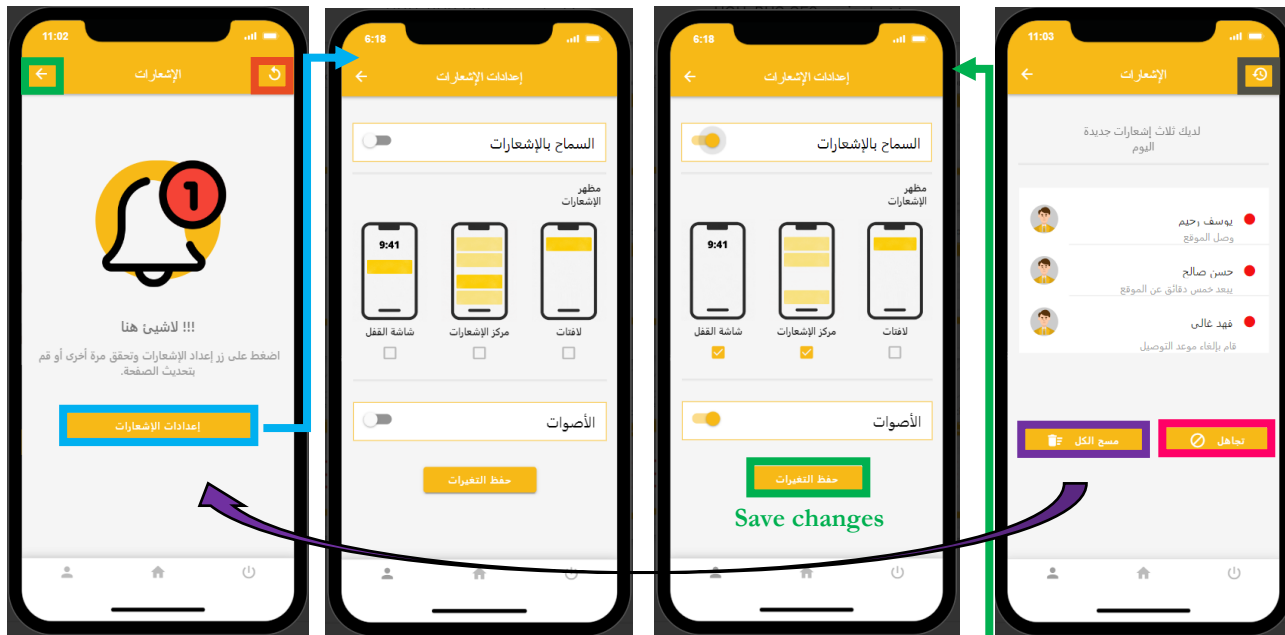 11:02
الإشعارات
1
!!! لاشيئ هنا
اضغط على زر إعداد الإشعارات وتحقق مرة أخرى أو قم
بتحديث الصفحة.
إعدادات الإشعارات
6:18
إعدادات الإشعارات
السماح بالإشعارات
مظهر
الإشعارات
9:41
شاشة القفل
مركز الإشعارات
لافتات
الأصوات
حفظ التغيرات
6:18
إعدادات الإشعارات
السماح بالإشعارات
مظهر
الإشعارات
9:41
شاشة القفل
مركز الإشعارات
لافتات
الأصوات
حفظ التغيرات
Save changes
11:03
الإشعارات
لديك ثلاث إشعارات جديدة
اليوم
يوسف رحيم
وصل الموقع
حسن صالح
يبعد خمس دقائق عن الموقع
فهد غالي
قام بإلغاء موعد التوصيل
مسح الكل
تجاهل